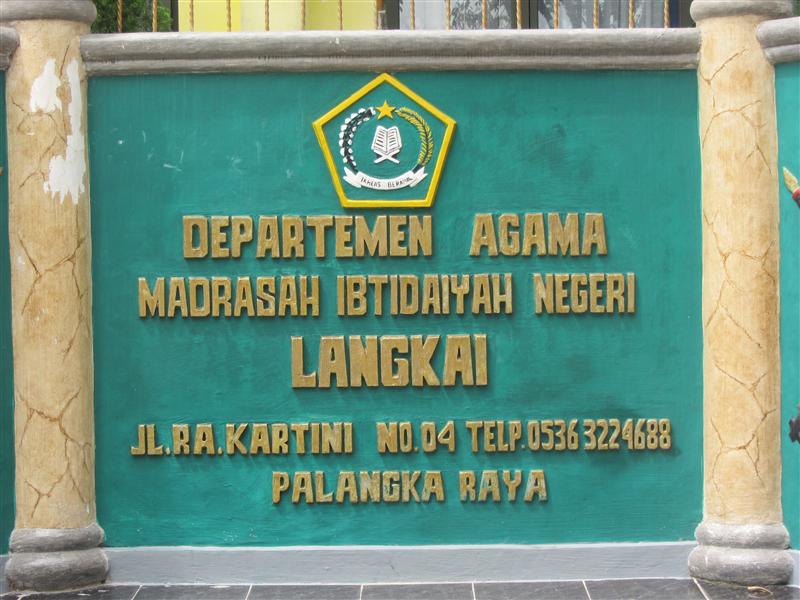 IKHLAS BERAMAL
DEPARTEMEN AGAMA
MADRASAH IBTIDAIYAH NEGERI
LANGKAI
JL.RA.KARTINI NO.04 TELP.0536 3224688
PALANGKA RAYA